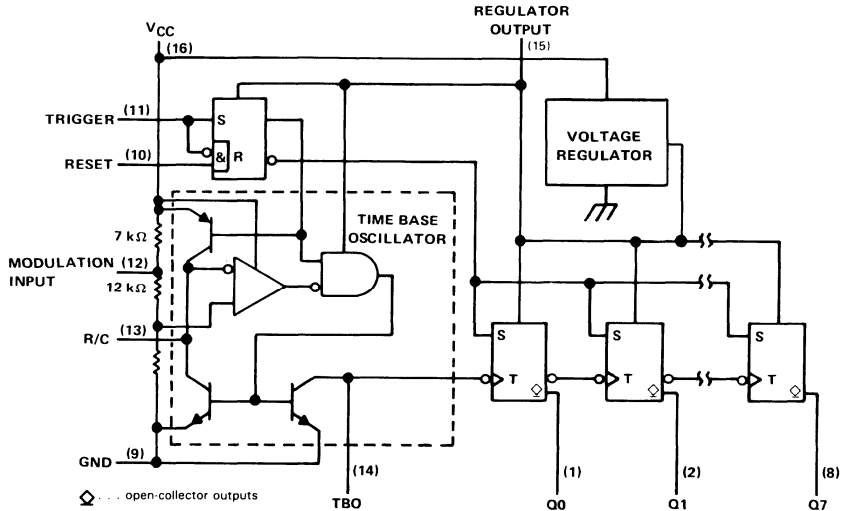 VCC
(16)
REGULATOR
OUTPUT
(15)
TRIGGER (11)
S
& R
RESET (10)
VOLTAGE
REGULATOR
TIME BASE
OSCILLATOR
7 kΩ
MODULATION (12)
INPUT
12 kΩ
R/C (13)
S
T
S
T
S
T
GND (9)
(14)
(1)
(2)
(8)
... open-collector outputs
TBO
Q0
Q1
Q7